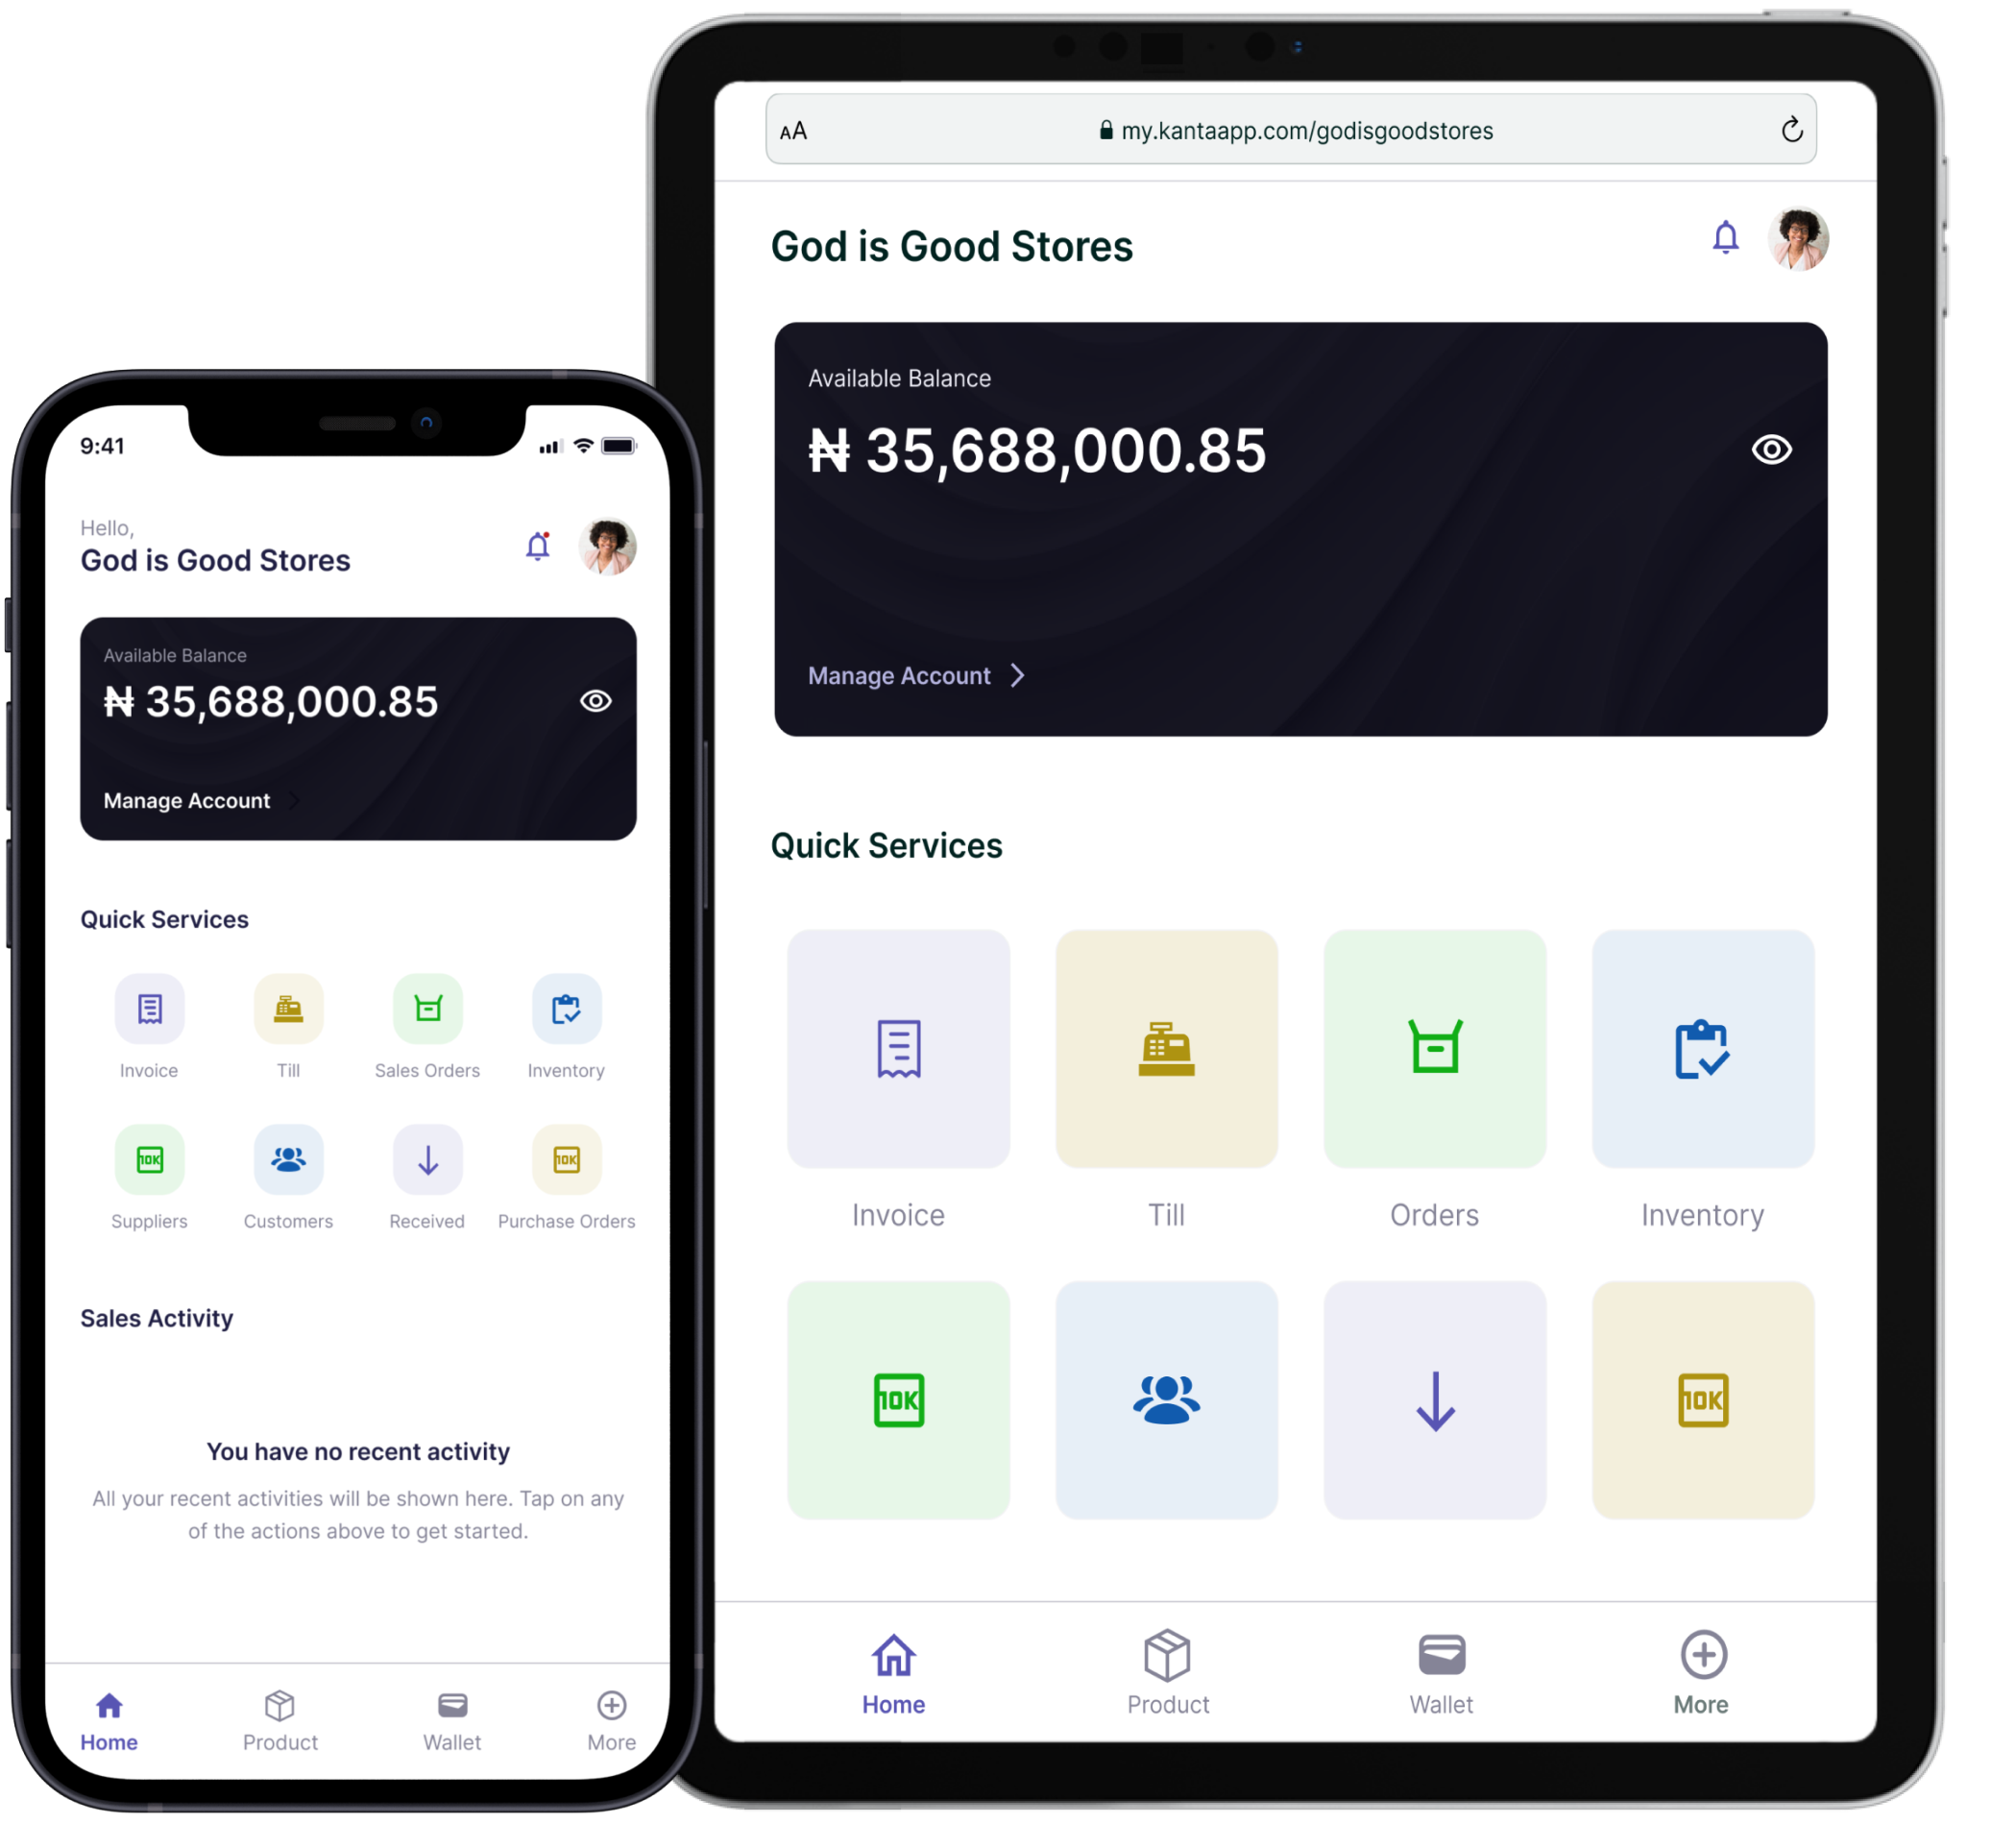 9:41
Hello,
God is Good Stores
Available Balance
₦ 35,688,000.85
Manage Account
Quick Services
Invoice
Till
Sales Orders
Inventory
10K
10K
Suppliers
Customers
Received
Purchase Orders
Sales Activity
You have no recent activity
All your recent activities will be shown here. Tap on any
of the actions above to get started.
Home
Product
Wallet
More
AA
my.kantaapp.com/godisgoodstores
God is Good Stores
Available Balance
₦ 35,688,000.85
Manage Account
Quick Services
Invoice
Till
Orders
Inventory
10K
10K
Home
Product
Wallet
More